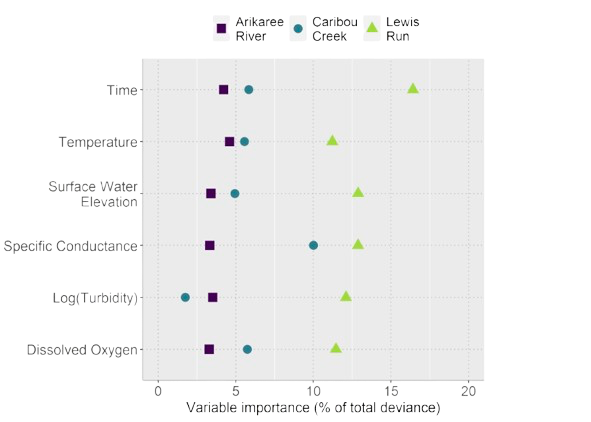 Arikaree Caribou Lewis
River Creek Run
Time
Temperature
Surface Water
Elevation
Specific Conductance
Log(Turbidity)
Dissolved Oxygen
0 5 10 15 20
Variable importance (% of total deviance)